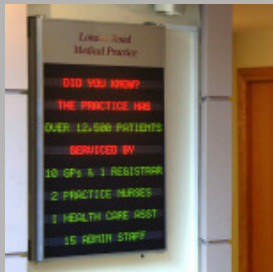 Medical Practice
DID YOU KNOW?
THE PRACTICE HAS
OVER 12,500 PATIENTS
SERVICED BY
10 GPs & 1 REGISTRAR
2 PRACTICE NURSES
1 HEALTH CARE ASST
15 ADMIN STAFF